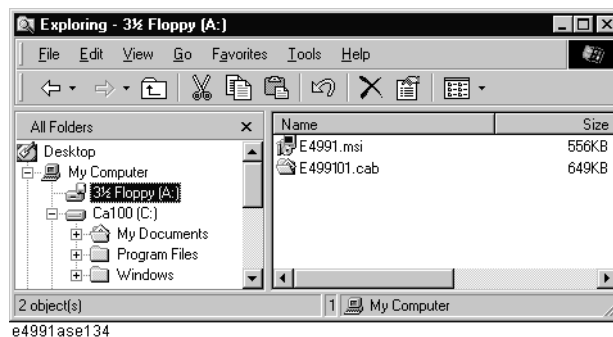 Exploring - 3½ Floppy (A:)
File Edit View Go Favorites Tools Help
All Folders
Name Size
Desktop
My Computer
3½ Floppy (A:)
Ca100 (C:)
My Documents
Program Files
Windows
E4991.msi 556KB
E499101.cab 649KB
2 object(s) 1 My Computer
e4991ase134